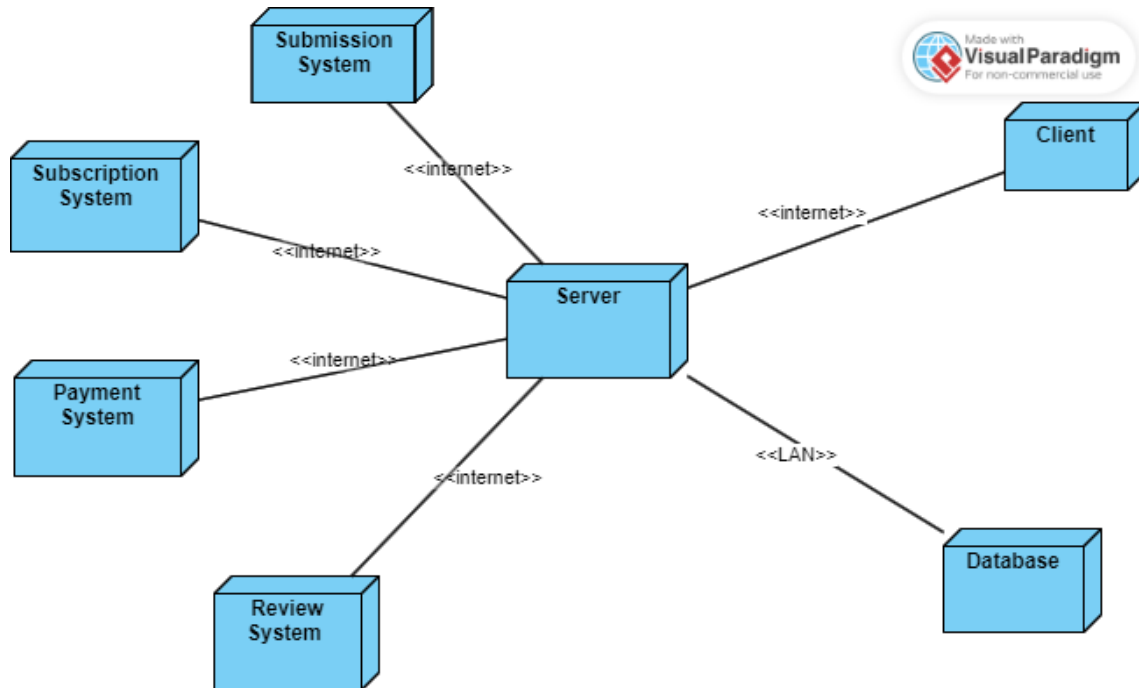 Submission
System
Made with
Visual Paradigm
For non-commercial use
Client
Subscription
System
<<internet>>
<<internet>>
<<internet>>
Server
<<internet>>
Payment
System
<<LAN>>
<<internet>>
Database
Review
System